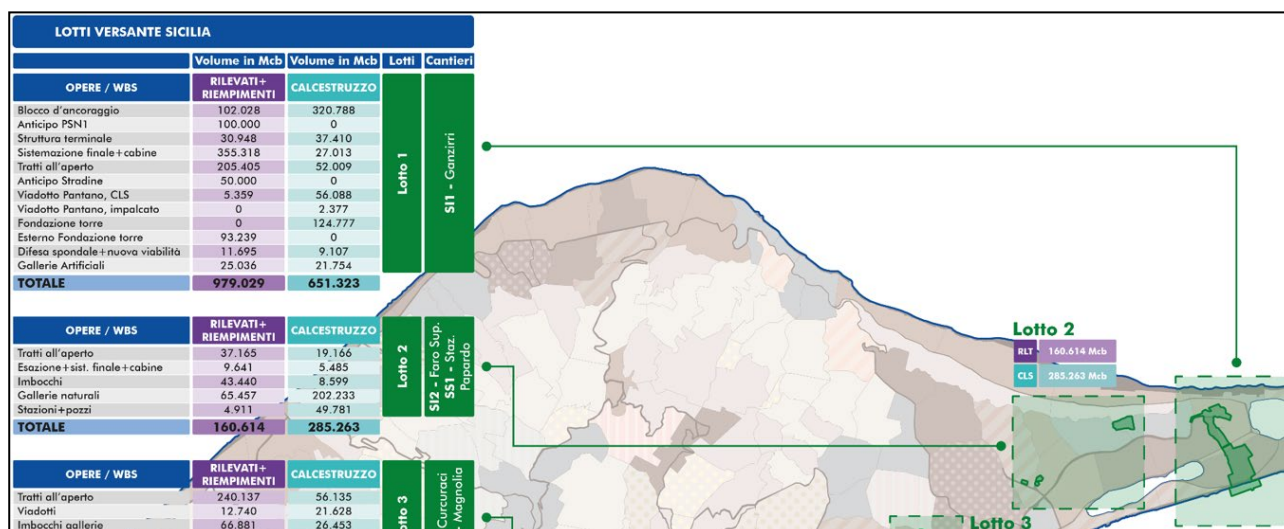 LOTTI VERSANTE SICILIA
Volume in Mcb Volume in Mcb Lotti Cantieri
OPERE / WBS RILEVATI+ RIEMPIMENTI CALCESTRUZZO
Blocco d'ancoraggio 102.028 320.788
Anticipo PSN1 100.000 0
Struttura terminale 30.948 37.410
Sistemazione finale+cabine 355.318 27.013
Tratti all'aperto 205.405 52.009
Anticipo Stradine 50.000 0
Viadotto Pantano, CLS 5.359 56.088
Viadotto Pantano, impalcato 0 2.377
Fondazione torre 0 124.777
Esterno Fondazione torre 93.239 0
Difesa spondale+nuova viabilità 11.695 9.107
Gallerie Artificiali 25.036 21.754
TOTALE 979.029 651.323
Lotto 1
SI1 - Ganzirri
OPERE / WBS RILEVATI+ RIEMPIMENTI CALCESTRUZZO
Tratti all'aperto 37.165 19.166
Esazione+sist. finale+cabine 9.641 5.485
Imbocchi 43.440 8.599
Gallerie naturali 65.457 202.233
Stazioni+pozzi 4.911 49.781
TOTALE 160.614 285.263
Lotto 2
SI2 - Faro Sup.
SS1 - Staz.
Papardo
Lotto 2
RLT 160.614 Mcb
CLS 285.263 Mcb
OPERE / WBS RILEVATI+ RIEMPIMENTI CALCESTRUZZO
Tratti all'aperto 240.137 56.135
Viadotti 12.740 21.628
Imbocchi gallerie 66.881 26.453
Lotto 3
Curcuraci
- Magnolia
Lotto 3